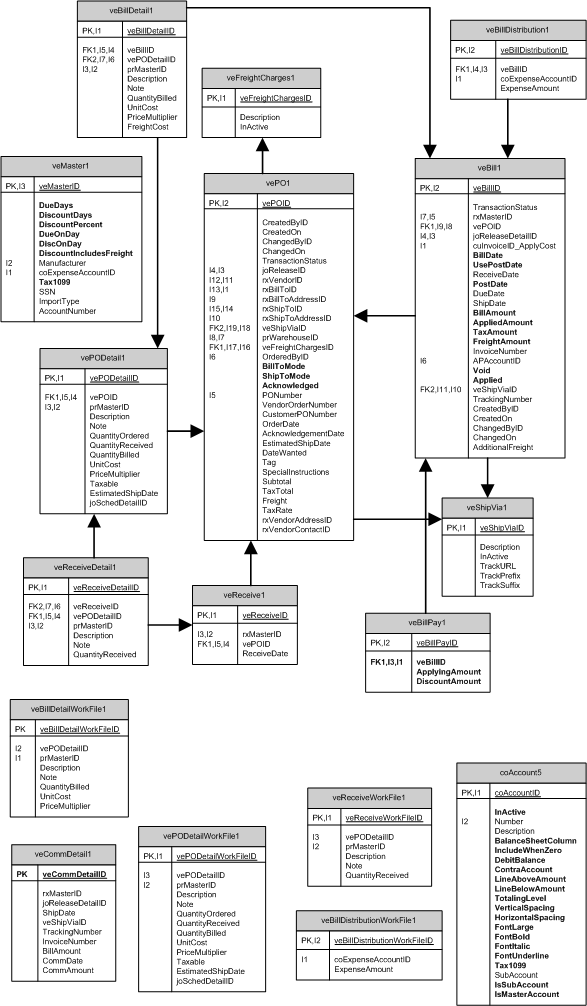 veBillDetail1
PK,I1 veBillDetailID
FK1,I5,I4 veBillID
FK2,I7,I6 vePODetailID
I3,I2 prMasterID
Description
Note
QuantityBilled
UnitCost
PriceMultiplier
FreightCost
veBillDistribution1
PK,I2 veBillDistributionID
FK1,I4,I3 veBillID
I1 coExpenseAccountID
ExpenseAmount
veFreightCharges1
PK,I1 veFreightChargesID
Description
InActive
veMaster1
PK,I3 veMasterID
DueDays
DiscountDays
DiscountPercent
DueOnDay
DiscOnDay
DiscountIncludesFreight
I2 Manufacturer
I1 coExpenseAccountID
Tax1099
SSN
ImportType
AccountNumber
vePO1
PK,I2 vePOID
CreatedByID
CreatedOn
ChangedByID
ChangedOn
TransactionStatus
I4,I3 joReleaseID
I12,I11 rxVendorID
I13,I1 rxBillToID
I9 rxBillToAddressID
I15,I14 rxShipToID
I10 rxShipToAddressID
FK2,I19,I18 veShipViaID
I8,I7 prWarehouseID
FK1,I17,I16 veFreightChargesID
I6 OrderedByID
BillToMode
ShipToMode
Acknowledged
I5 PONumber
VendorOrderNumber
CustomerPONumber
OrderDate
AcknowledgementDate
EstimatedShipDate
DateWanted
Tag
SpecialInstructions
Subtotal
TaxTotal
Freight
TaxRate
rxVendorAddressID
rxVendorContactID
veBill1
PK,I2 veBillID
TransactionStatus
I7,I5 rxMasterID
FK1,I9,I8 vePOID
I4,I3 joReleaseDetailID
I1 cuInvoiceID_ApplyCost
BillDate
UsePostDate
ReceiveDate
PostDate
DueDate
ShipDate
BillAmount
AppliedAmount
TaxAmount
FreightAmount
InvoiceNumber
I6 APAccountID
Void
Applied
FK2,I11,I10 veShipViaID
TrackingNumber
CreatedByID
CreatedOn
ChangedByID
ChangedOn
AdditionalFreight
vePODetail1
PK,I1 vePODetailID
FK1,I5,I4 vePOID
I3,I2 prMasterID
Description
Note
QuantityOrdered
QuantityReceived
QuantityBilled
UnitCost
PriceMultiplier
Taxable
EstimatedShipDate
joSchedDetailID
veShipVia1
PK,I1 veShipViaID
Description
InActive
TrackURL
TrackPrefix
TrackSuffix
veReceiveDetail1
PK,I1 veReceiveDetailID
FK2,I7,I6 veReceiveID
FK1,I5,I4 vePODetailID
I3,I2 prMasterID
Description
Note
QuantityReceived
veReceive1
PK,I1 veReceiveID
I3,I2 rxMasterID
FK1,I5,I4 vePOID
ReceiveDate
veBillPay1
PK,I2 veBillPayID
FK1,I3,I1 veBillID
ApplyingAmount
DiscountAmount
veBillDetailWorkFile1
PK veBillDetailWorkFileID
I2 vePODetailID
I1 prMasterID
Description
Note
QuantityBilled
UnitCost
PriceMultiplier
veCommDetail1
PK veCommDetailID
rxMasterID
joReleaseDetailID
ShipDate
veShipViaID
TrackingNumber
InvoiceNumber
BillAmount
CommDate
CommAmount
vePODetailWorkFile1
PK,I1 vePODetailWorkFileID
I3 vePODetailID
I2 prMasterID
Description
Note
QuantityOrdered
QuantityReceived
QuantityBilled
UnitCost
PriceMultiplier
Taxable
EstimatedShipDate
joSchedDetailID
veReceiveWorkFile1
PK,I1 veReceiveWorkFileID
I3 vePODetailID
I2 prMasterID
Description
Note
QuantityReceived
veBillDistributionWorkFile1
PK,I2 veBillDistributionWorkFileID
I1 coExpenseAccountID
ExpenseAmount
coAccount5
PK,I1 coAccountID
InActive
I2 Number
Description
BalanceSheetColumn
IncludeWhenZero
DebitBalance
ContraAccount
LineAboveAmount
LineBelowAmount
TotalingLevel
VerticalSpacing
HorizontalSpacing
FontLarge
FontBold
FontItalic
FontUnderline
Tax1099
SubAccount
IsSubAccount
IsMasterAccount